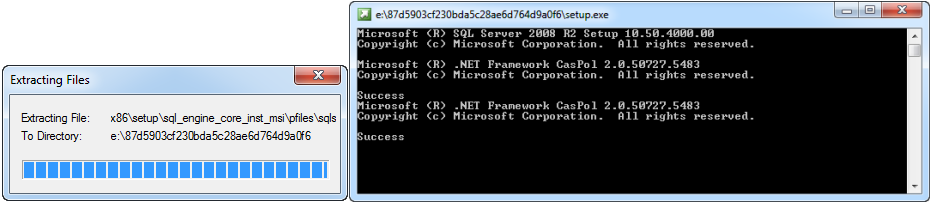 Extracting Files
Extracting File: x86\setup\sql_engine_core_inst_msi\pfiles\sqls
To Directory: e:\87d5903cf230bda5c28ae6d764d9a0f6
e:\87d5903cf230bda5c28ae6d764d9a0f6\setup.exe
Microsoft (R) SQL Server 2008 R2 Setup 10.50.4000.00
Copyright (c) Microsoft Corporation. All rights reserved.
Microsoft (R) .NET Framework CasPol 2.0.50727.5483
Copyright (c) Microsoft Corporation. All rights reserved.
Success
Microsoft (R) .NET Framework CasPol 2.0.50727.5483
Copyright (c) Microsoft Corporation. All rights reserved.
Success